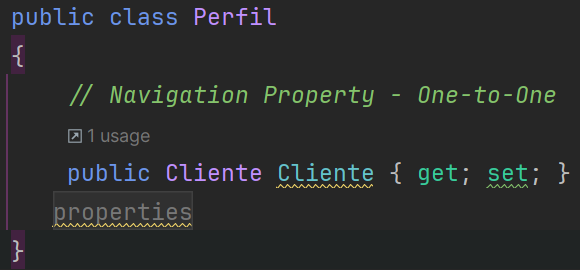 public class Perfil
{
// Navigation Property - One-to-One
1 usage
public Cliente Cliente { get; set; }
properties
}